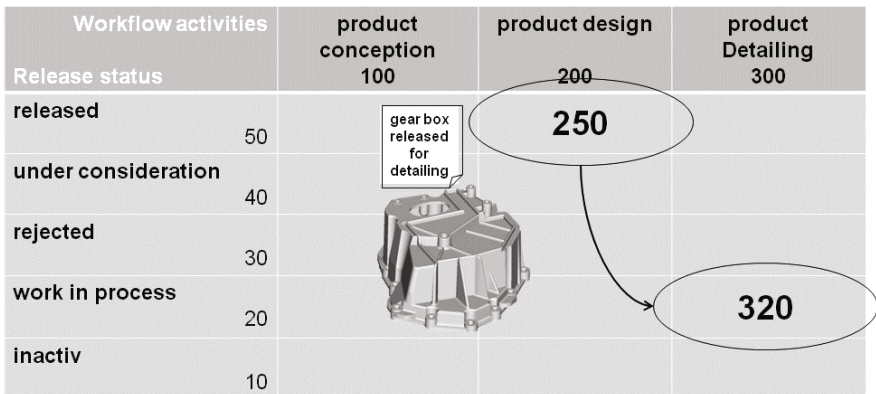 Workflow activities
product conception 100
product design 200
product Detailing 300
Release status
released
50
gear box
released
for
detailing
250
under consideration
40
rejected
30
work in process
20
320
inactiv
10